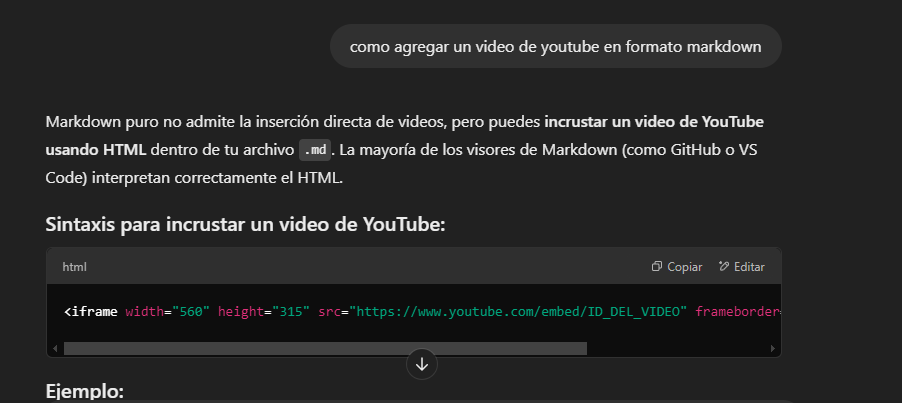 como agregar un video de youtube en formato markdown
Markdown puro no admite la inserción directa de videos, pero puedes incrustar un video de YouTube
usando HTML dentro de tu archivo .md. La mayoría de los visores de Markdown (como GitHub o VS
Code) interpretan correctamente el HTML.
Sintaxis para incrustar un video de YouTube:
html Copiar Editar
<iframe width="560" height="315" src="https://www.youtube.com/embed/ID_DEL_VIDEO" frameborder=
Ejemplo: